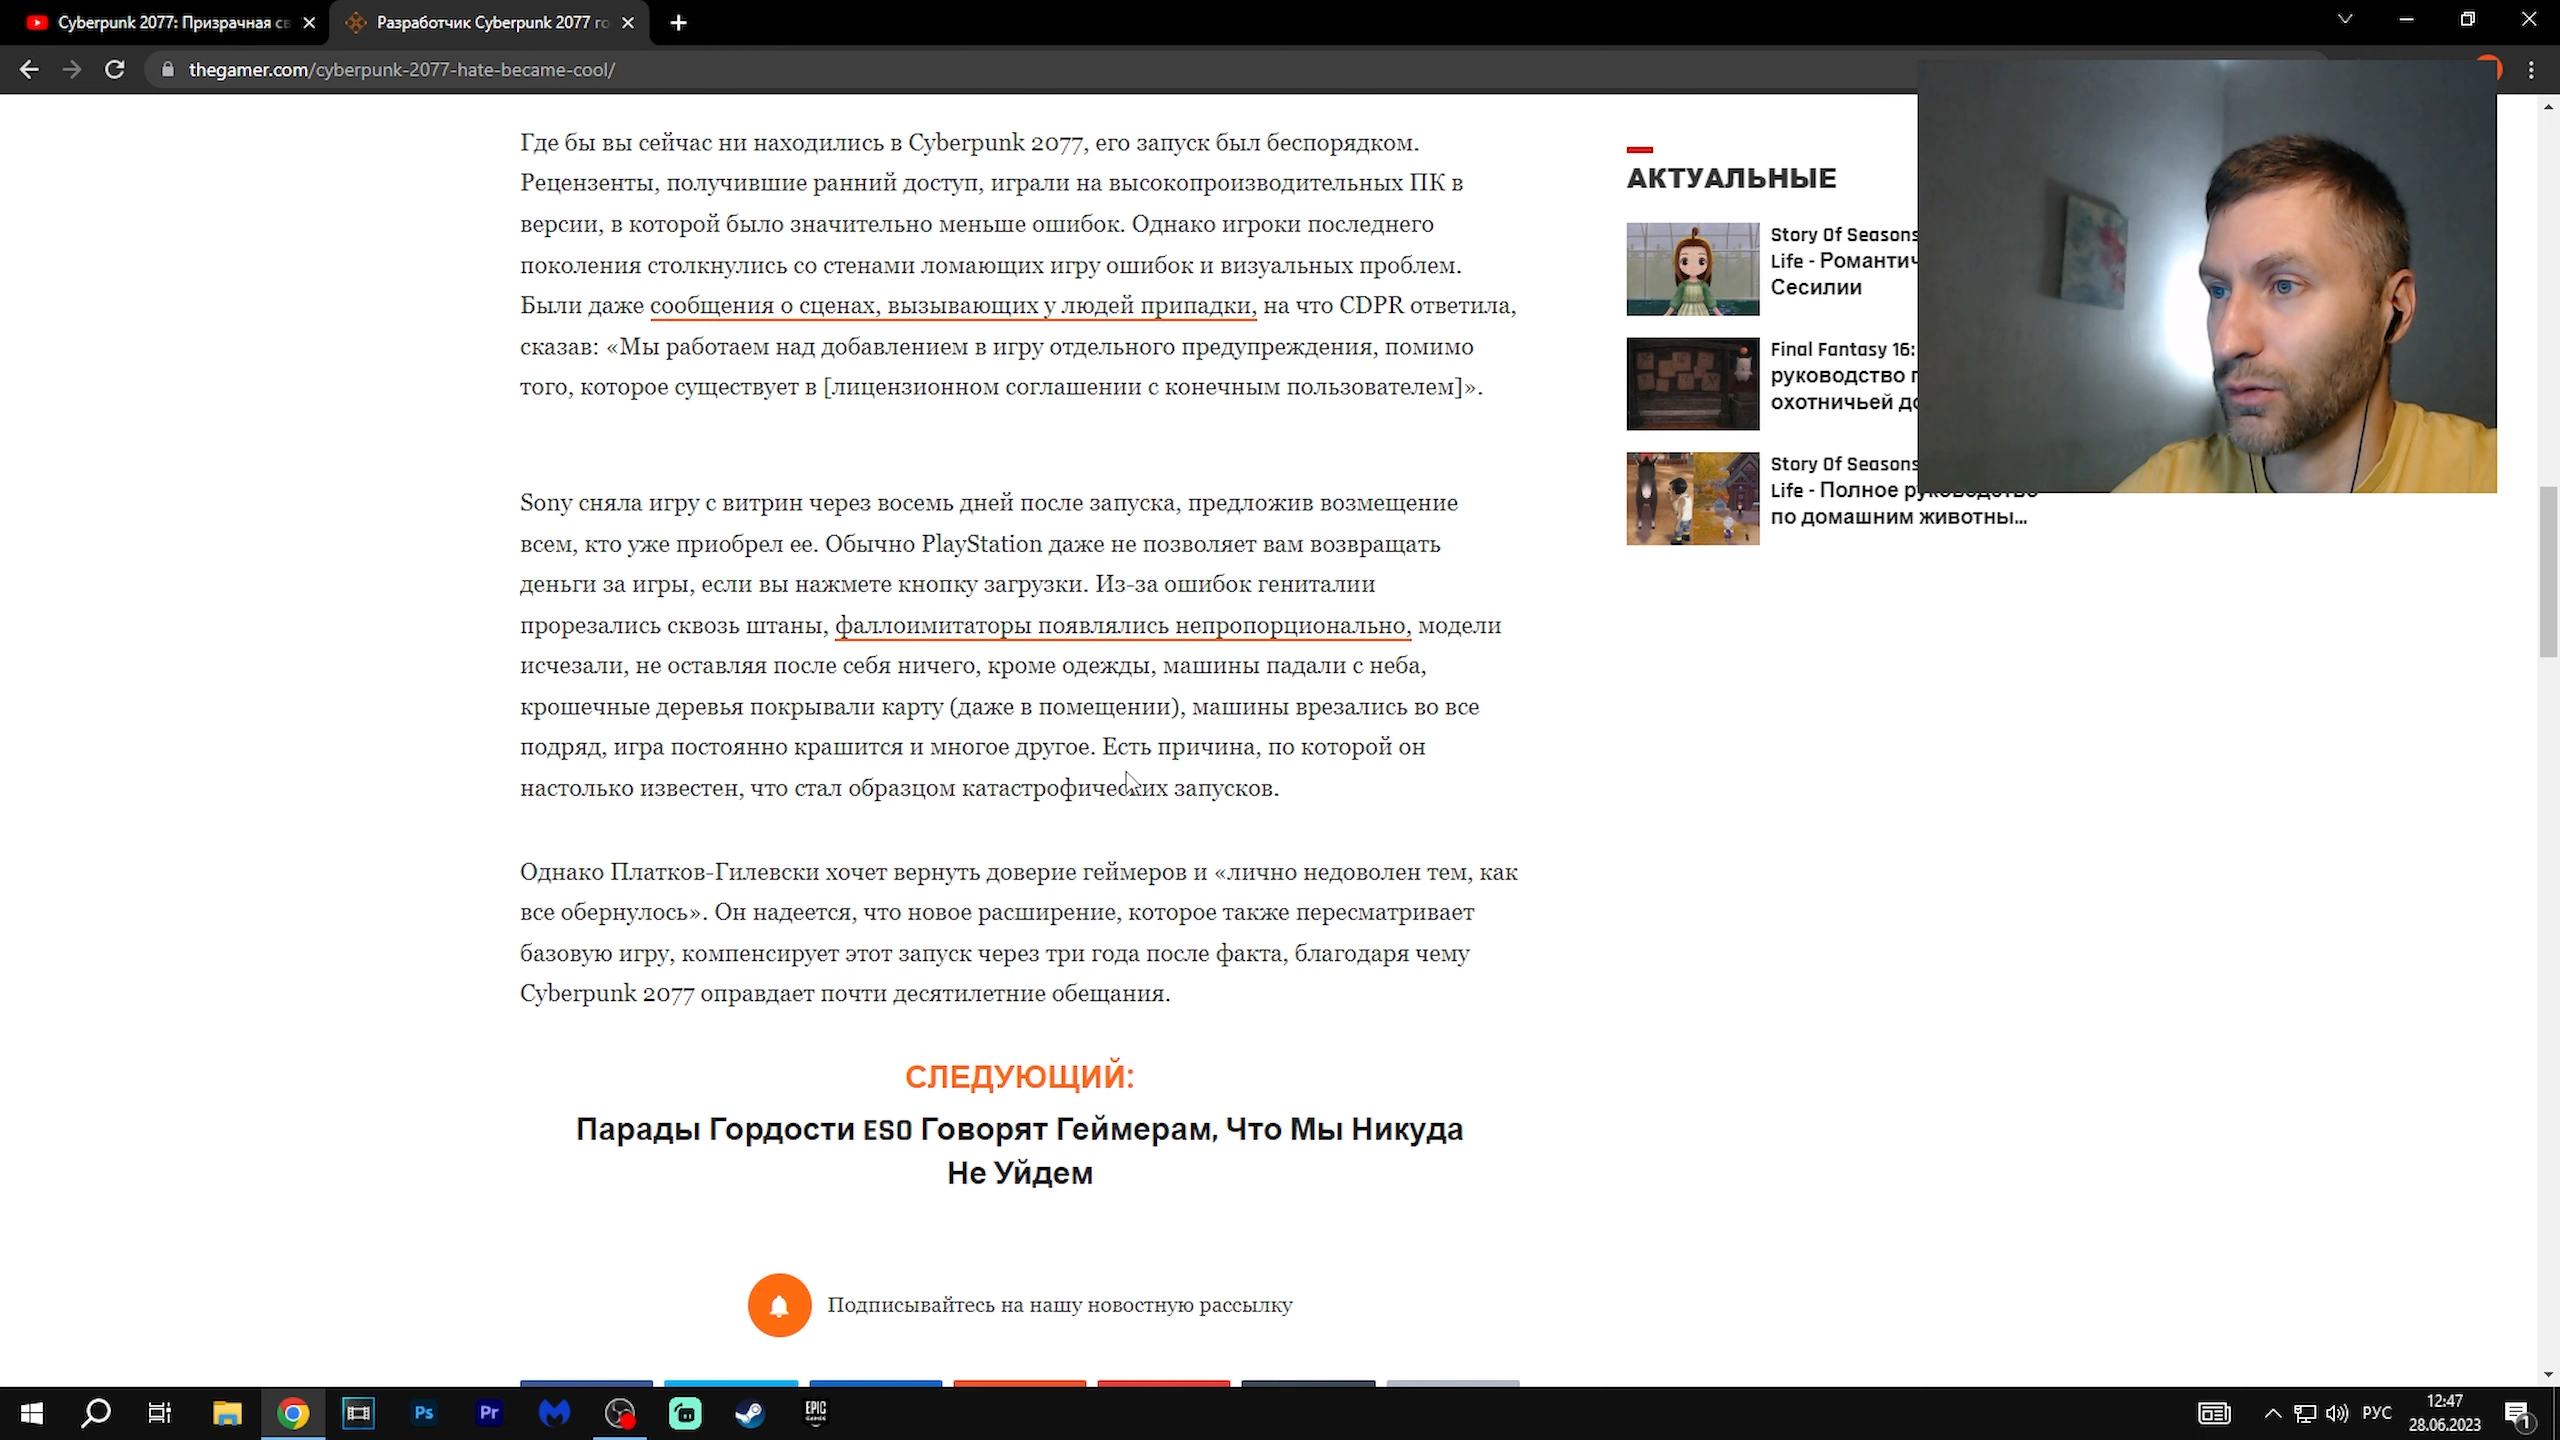 Cyberpunk 2077: Призрачная св
Разработчик Cyberpunk 2077 го
thegamer.com/cyberpunk-2077-hate-became-cool/
Где бы вы сейчас ни находились в Cyberpunk 2077, его запуск был беспорядком.
Рецензенты, получившие ранний доступ, играли на высокопроизводительных ПК в
версии, в которой было значительно меньше ошибок. Однако игроки последнего
поколения столкнулись со стенами ломающих игру ошибок и визуальных проблем.
Были даже сообщения о сценах, вызывающих у людей припадки, на что CDPR ответила,
сказав: «Мы работаем над добавлением в игру отдельного предупреждения, помимо
того, которое существует в [лицензионном соглашении с конечным пользователем]».
Sony сняла игру с витрин через восемь дней после запуска, предложив возмещение
всем, кто уже приобрел ее. Обычно PlayStation даже не позволяет вам возвращать
деньги за игры, если вы нажмете кнопку загрузки. Из-за ошибок гениталии
прорезались сквозь штаны, фаллоимитаторы появлялись непропорционально, модели
исчезали, не оставляя после себя ничего, кроме одежды, машины падали с неба,
крошечные деревья покрывали карту (даже в помещении), машины врезались во все
подряд, игра постоянно крашится и многое другое. Есть причина, по которой он
настолько известен, что стал образцом катастрофических запусков.
Однако Платков-Гилевски хочет вернуть доверие геймеров и «лично недоволен тем, как
все обернулось». Он надеется, что новое расширение, которое также пересматривает
базовую игру, компенсирует этот запуск через три года после факта, благодаря чему
Cyberpunk 2077 оправдает почти десятилетние обещания.
СЛЕДУЮЩИЙ:
Парады Гордости ESO Говорят Геймерам, Что Мы Никуда
Не Уйдем
Подписывайтесь на нашу новостную рассылку
АКТУАЛЬНЫЕ
Story Of Seasons
Life - Романтич
Сесилии
Final Fantasy 16:
руководство п
охотничьей до
Story Of Seasons
Life - Полное руководство
по домашним животны...
Ps
Pr
EPIC
GAMES
РУС
12:47
28.06.2023
1